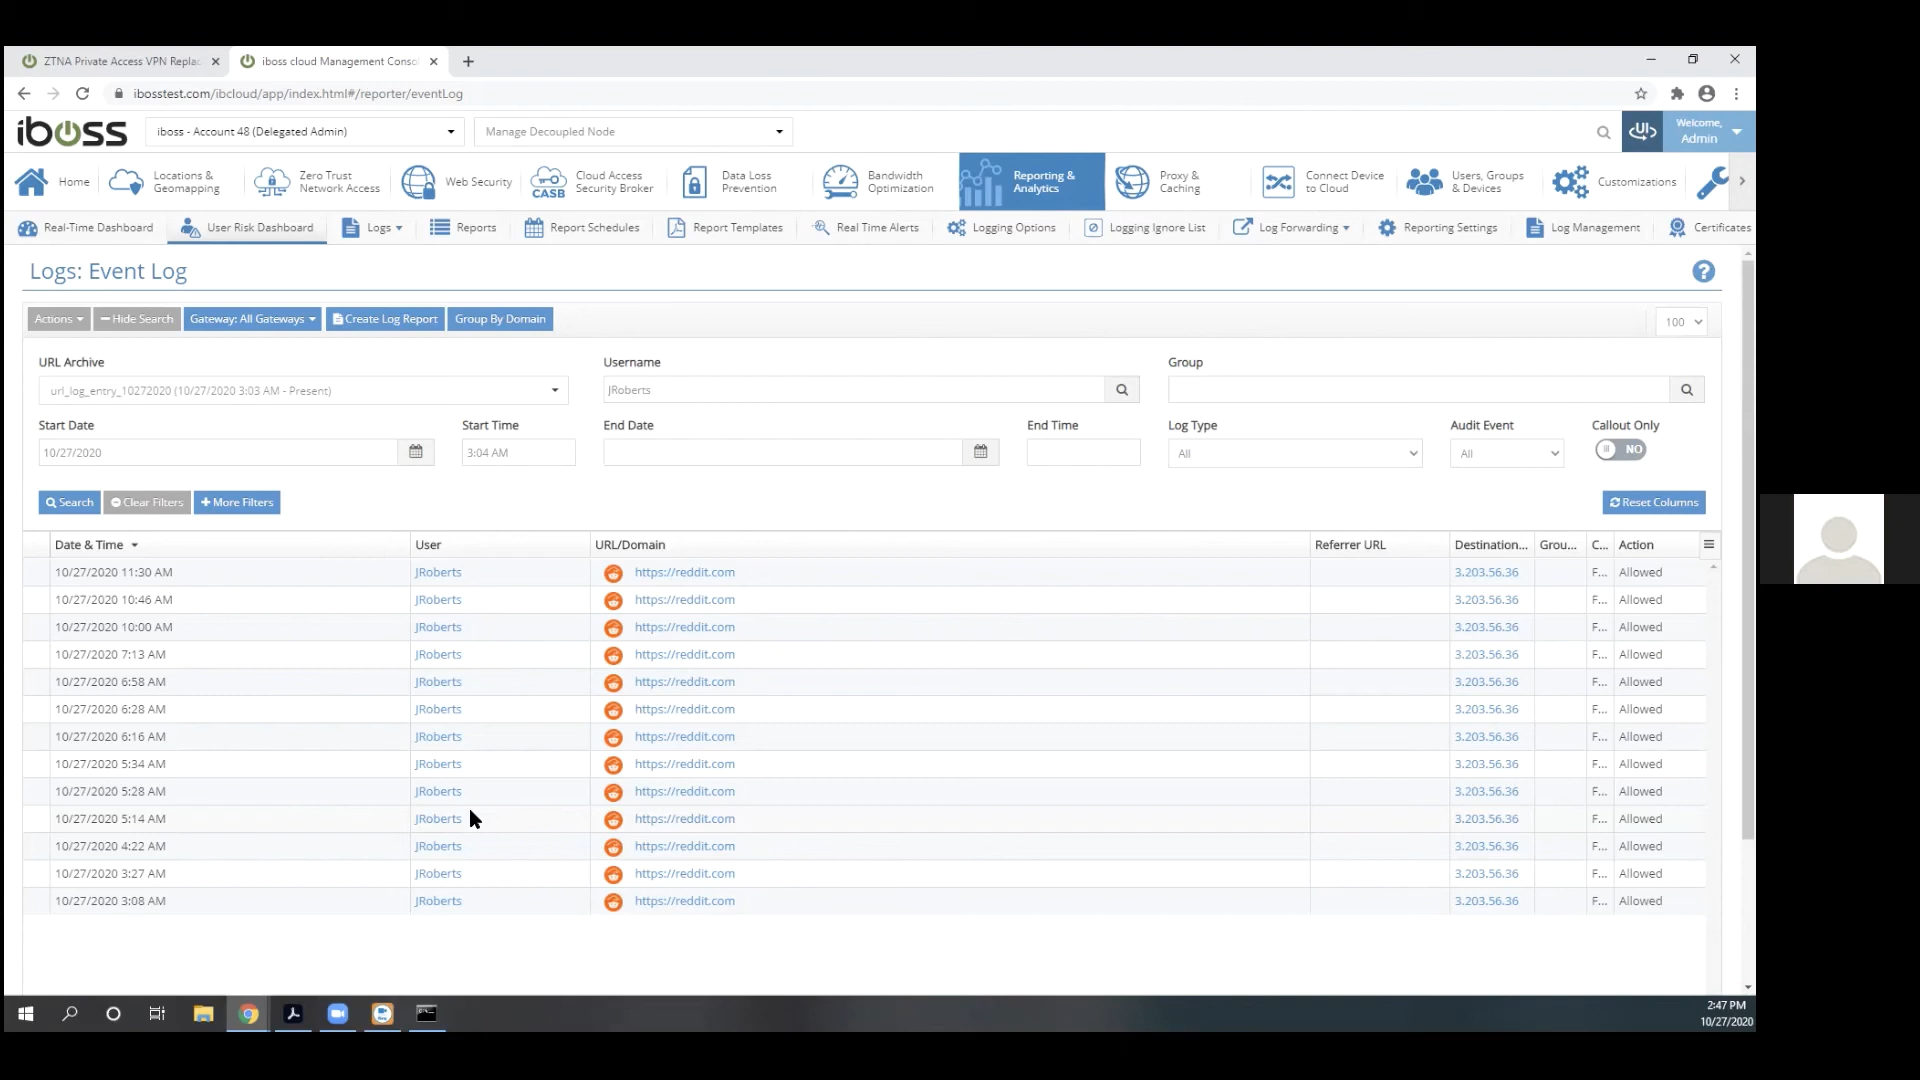 ZTNA Private Access VPN Repla
iboss cloud Management Conso
ibosstest.com/ibcloud/app/index.html#/reporter/eventLog
iboss
iboss - Account 48 (Delegated Admin)
Manage Decoupled Node
Welcome,
Admin
Home
Locations &
Geomapping
Zero Trust
Network Access
Web Security
CASB
Cloud Access
Security Broker
Data Loss
Prevention
Bandwidth
Optimization
Reporting &
Analytics
Proxy &
Caching
Connect Device
to Cloud
Users, Groups
& Devices
Customizations
Real-Time Dashboard
User Risk Dashboard
Logs
Reports
Report Schedules
Report Templates
Real Time Alerts
Logging Options
Logging Ignore List
Log Forwarding
Reporting Settings
Log Management
Certificates
Logs: Event Log
Actions
Hide Search
Gateway: All Gateways
Create Log Report
Group By Domain
100
URL Archive
Username
Group
url_log_entry_10272020 (10/27/2020 3:03 AM - Present)
JRoberts
Start Date
Start Time
End Date
End Time
Log Type
Audit Event
Callout Only
10/27/2020
3:04 AM
All
All
NO
Search
Clear Filters
More Filters
Reset Columns
Date & Time User URL/Domain Referrer URL Destination... Grou... C... Action
10/27/2020 11:30 AM JRoberts https://reddit.com 3.203.56.36 F... Allowed
10/27/2020 10:46 AM JRoberts https://reddit.com 3.203.56.36 F... Allowed
10/27/2020 10:00 AM JRoberts https://reddit.com 3.203.56.36 F... Allowed
10/27/2020 7:13 AM JRoberts https://reddit.com 3.203.56.36 F... Allowed
10/27/2020 6:58 AM JRoberts https://reddit.com 3.203.56.36 F... Allowed
10/27/2020 6:28 AM JRoberts https://reddit.com 3.203.56.36 F... Allowed
10/27/2020 6:16 AM JRoberts https://reddit.com 3.203.56.36 F... Allowed
10/27/2020 5:34 AM JRoberts https://reddit.com 3.203.56.36 F... Allowed
10/27/2020 5:28 AM JRoberts https://reddit.com 3.203.56.36 F... Allowed
10/27/2020 5:14 AM JRoberts https://reddit.com 3.203.56.36 F... Allowed
10/27/2020 4:22 AM JRoberts https://reddit.com 3.203.56.36 F... Allowed
10/27/2020 3:27 AM JRoberts https://reddit.com 3.203.56.36 F... Allowed
10/27/2020 3:08 AM JRoberts https://reddit.com 3.203.56.36 F... Allowed
2:47 PM
10/27/2020